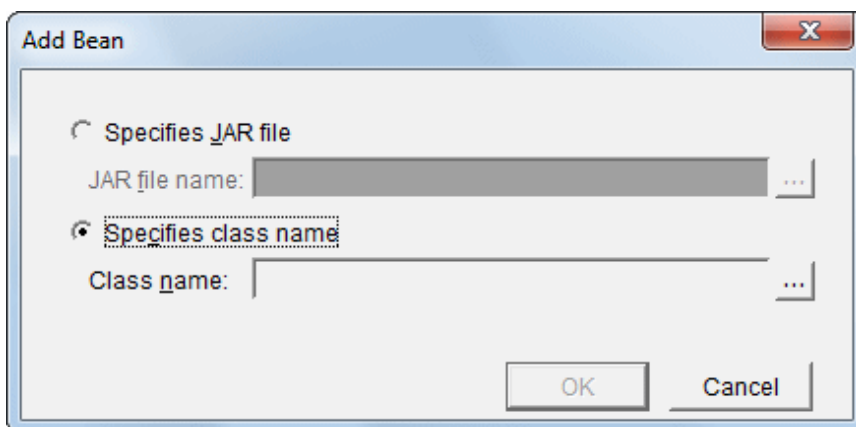 Add Bean
Specifies JAR file
JAR file name: ...
Specifies class name
Class name: ...
OK Cancel